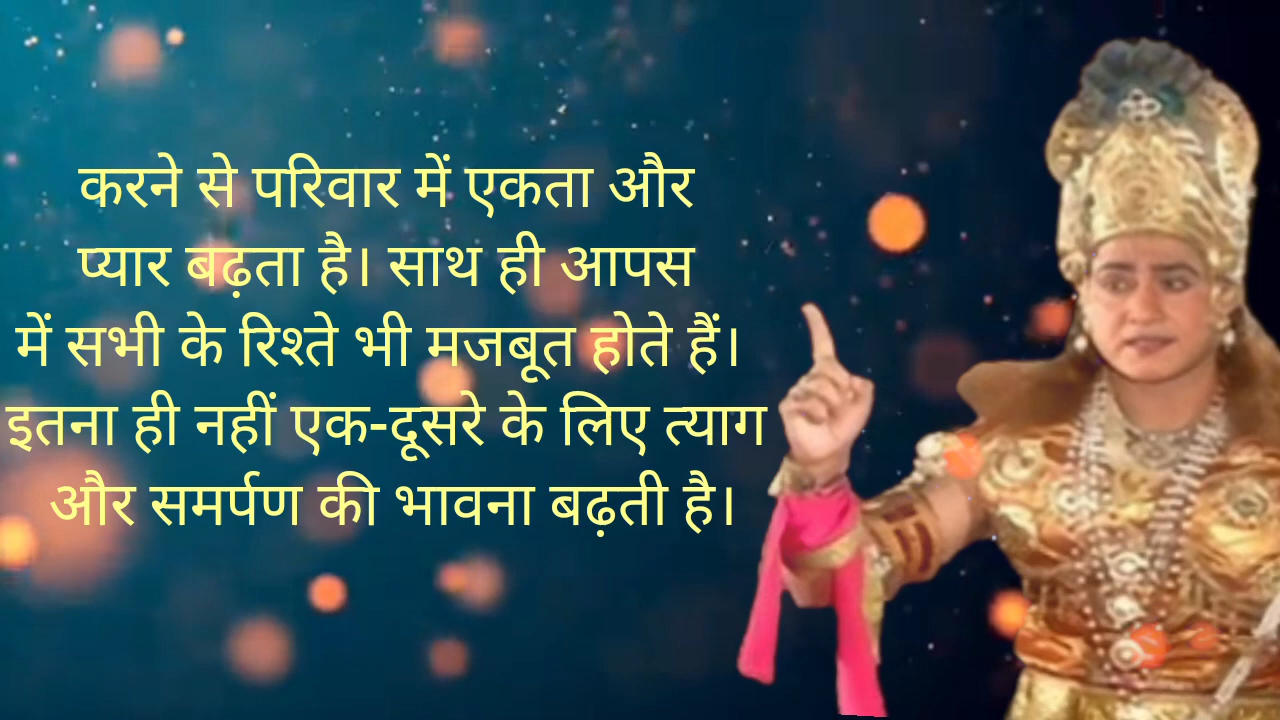 करने से परिवार में एकता और
प्यार बढ़ता है। साथ ही आपस
में सभी के रिश्ते भी मजबूत होते हैं।
इतना ही नहीं एक-दूसरे के लिए त्याग
और समर्पण की भावना बढ़ती है।